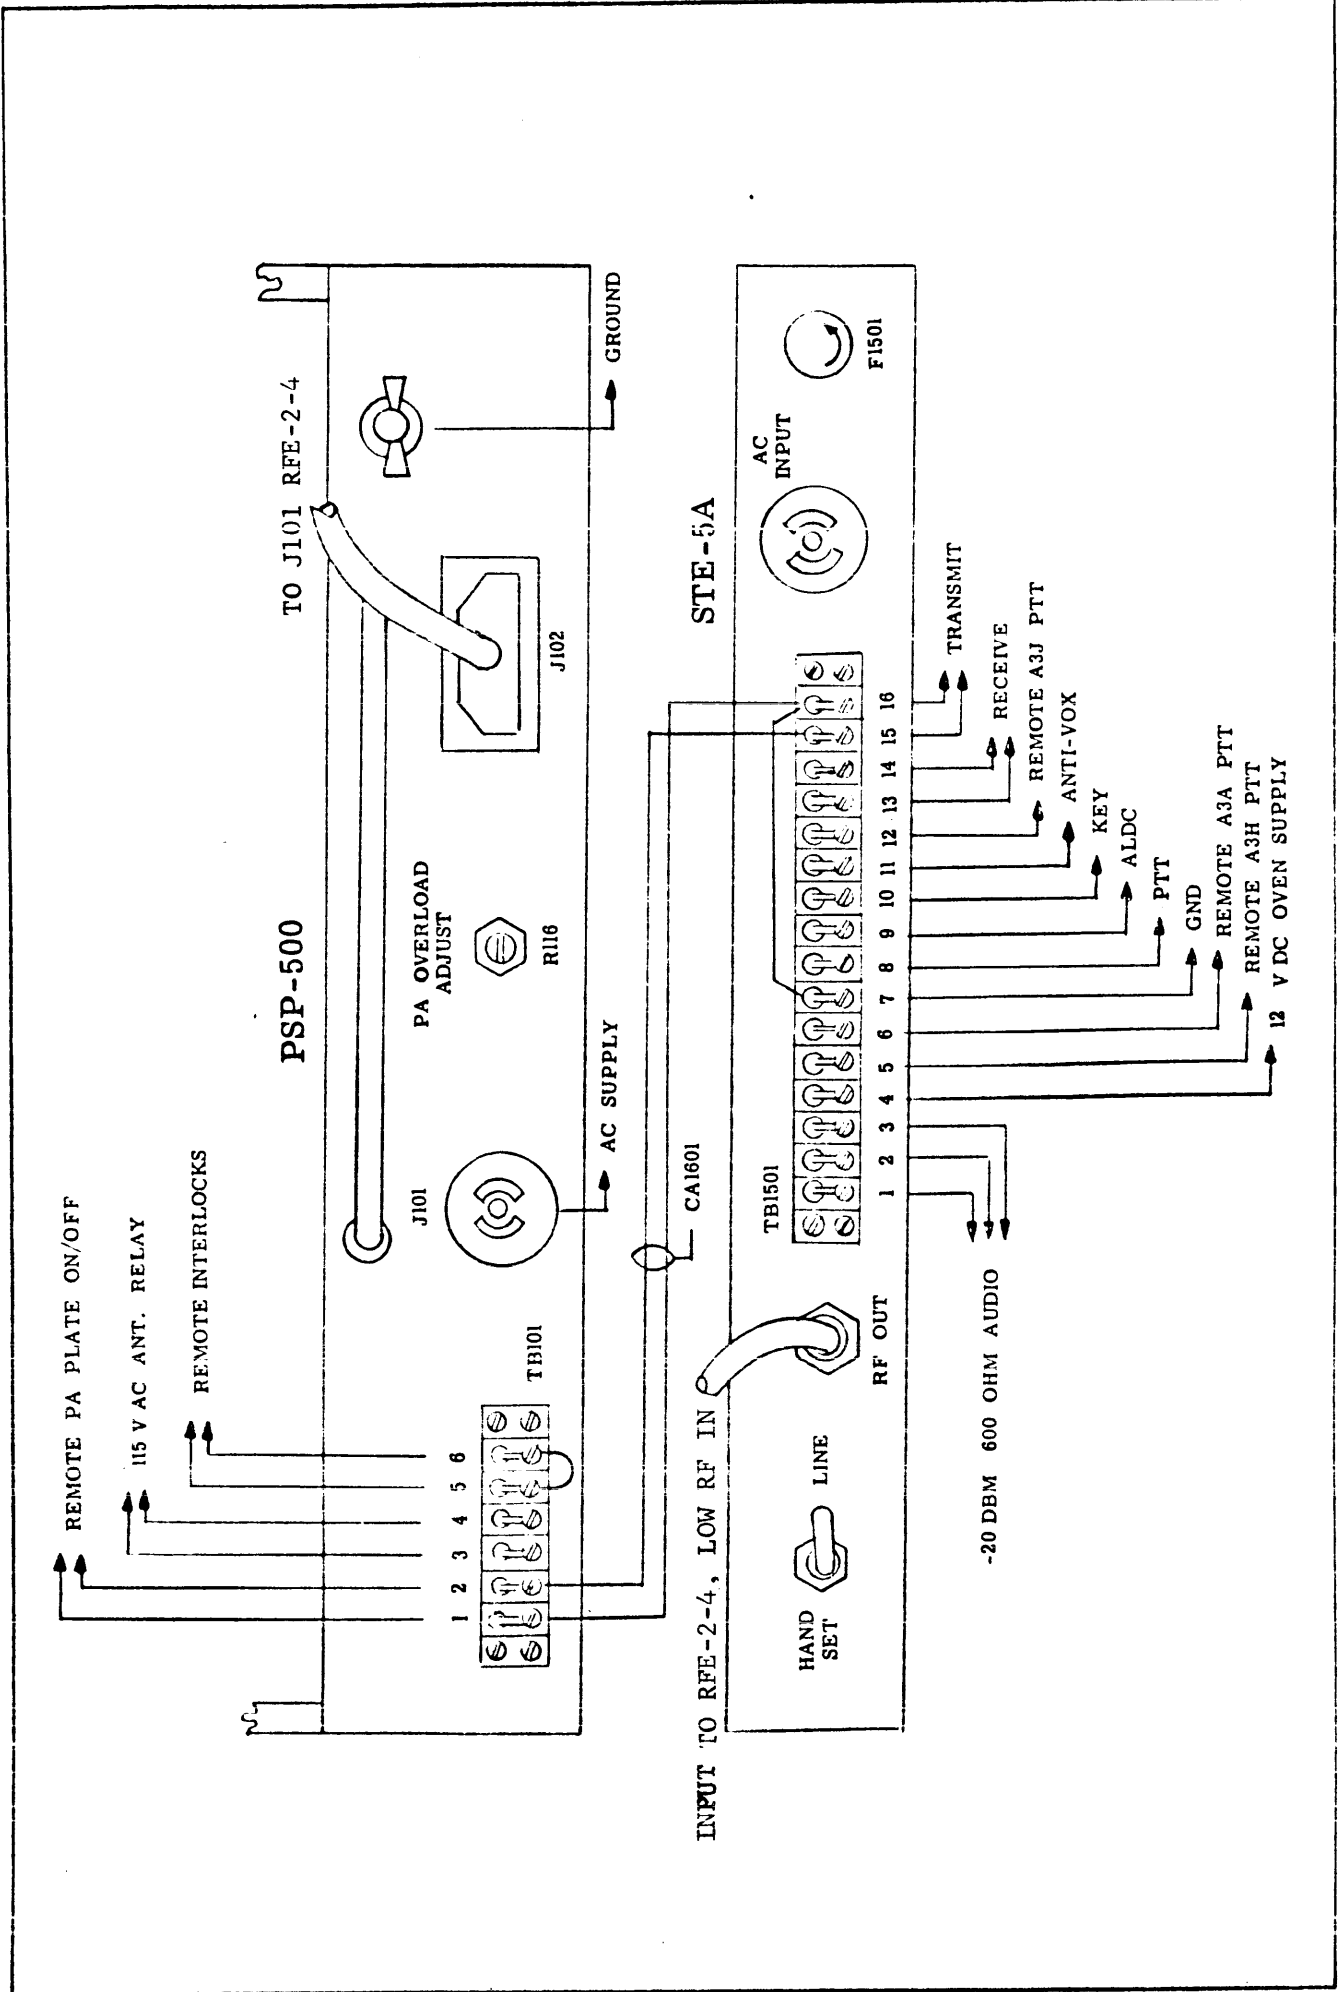 REMOTE PA PLATE ON/OFF
115 V AC ANT. RELAY
REMOTE INTERLOCKS
PSP-500
TO J101 RFE-2-4
1 2 3 4 5 6
TB101
J101
AC SUPPLY
PA OVERLOAD
ADJUST
R116
J102
GROUND
CA1601
STE-5A
INPUT TO RFE-2-4, LOW RF IN
HAND
SET
LINE
RF OUT
TB1501
AC
INPUT
F1501
1 2 3 4 5 6 7 8 9 10 11 12 13 14 15 16
-20 DBM 600 OHM AUDIO
TRANSMIT
RECEIVE
REMOTE A3J PTT
ANTI-VOX
KEY
ALDC
PTT
GND
REMOTE A3A PTT
REMOTE A3H PTT
12 V DC OVEN SUPPLY